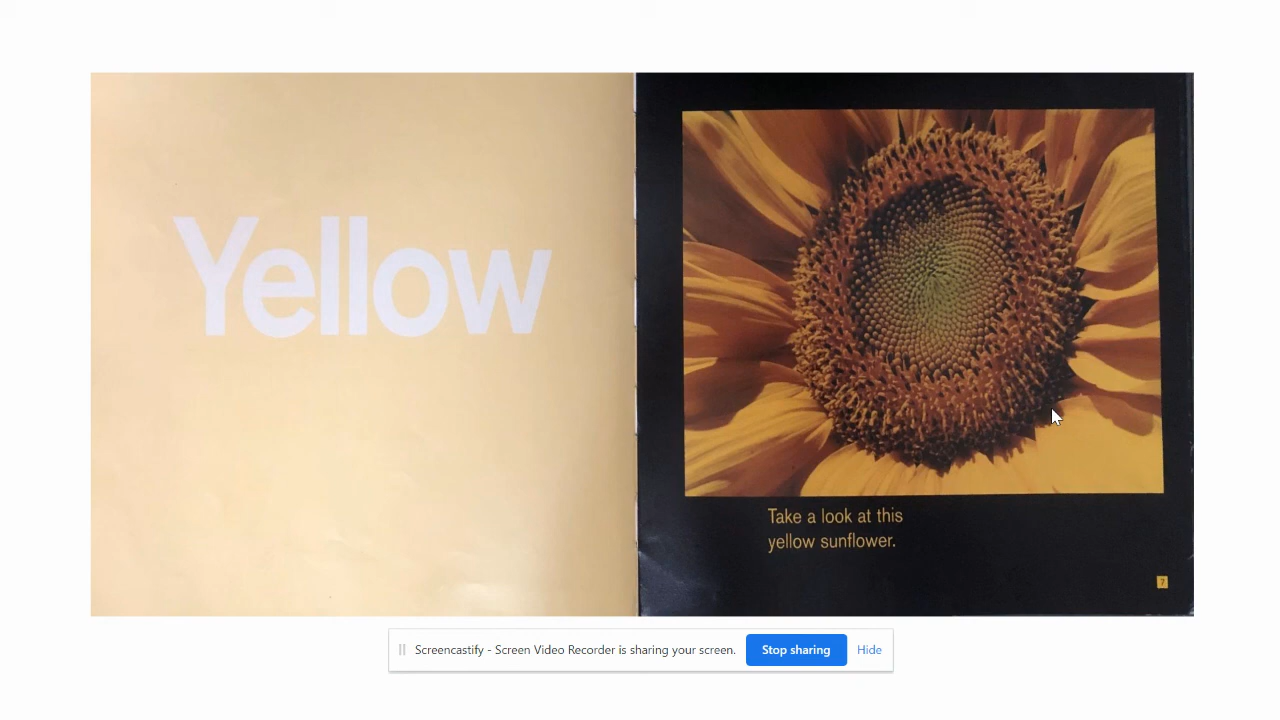 Yellow
Take a look at this
yellow sunflower.
7
Screencastify - Screen Video Recorder is sharing your screen.
Stop sharing
Hide